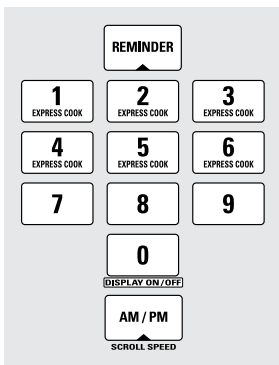 REMINDER
1 2 3
EXPRESS COOK EXPRESS COOK EXPRESS COOK
4 5 6
EXPRESS COOK EXPRESS COOK EXPRESS COOK
7 8 9
0
DISPLAY ON/OFF
AM / PM
SCROLL SPEED